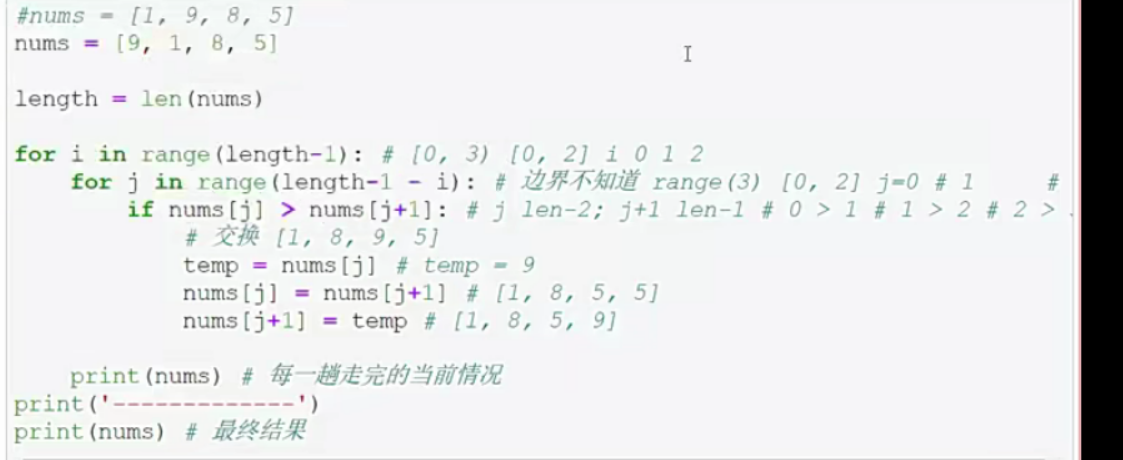 #nums = [1, 9, 8, 5]
nums = [9, 1, 8, 5]
length = len(nums)
for i in range(length-1): # [0, 3) [0, 2] i 0 1 2
for j in range(length-1 - i): # 边界不知道 range(3) [0, 2] j=0 # 1 #
if nums[j] > nums[j+1]: # j len-2; j+1 len-1 # 0 > 1 # 1 > 2 # 2 >
# 交换 [1, 8, 9, 5]
temp = nums[j] # temp = 9
nums[j] = nums[j+1] # [1, 8, 5, 5]
nums[j+1] = temp # [1, 8, 5, 9]
print(nums) # 每一趟走完的当前情况
print('-------------')
print(nums) # 最终结果